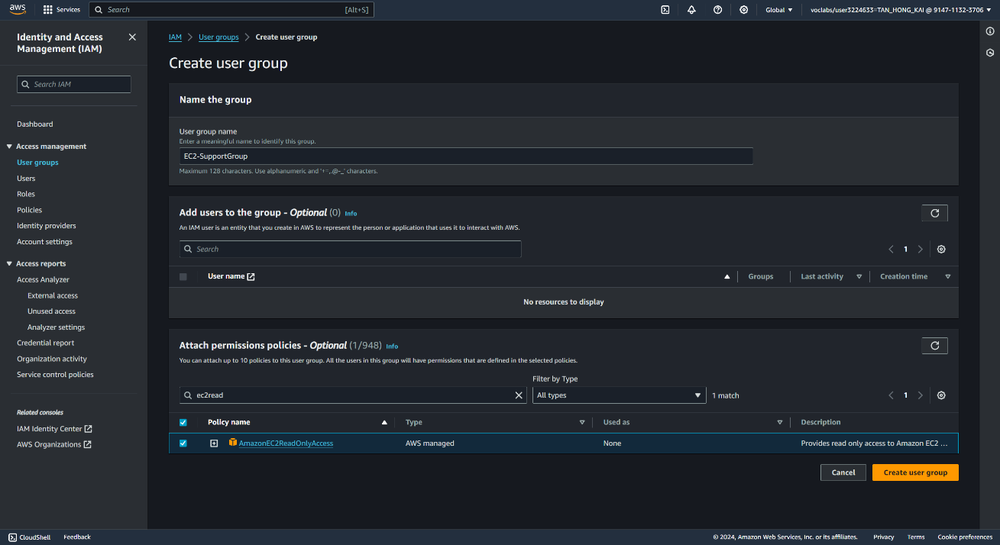 aws
Services
Search
[Alt+S]
Global
voclabs/user3224633=TAN_HONG_KAI @ 9147-1132-3706
Identity and Access
Management (IAM)
Search IAM
Dashboard
Access management
User groups
Users
Roles
Policies
Identity providers
Account settings
Access reports
Access Analyzer
External access
Unused access
Analyzer settings
Credential report
Organization activity
Service control policies
Related consoles
IAM Identity Center
AWS Organizations
IAM > User groups > Create user group
Create user group
Name the group
User group name
Enter a meaningful name to identify this group.
EC2-SupportGroup
Maximum 128 characters. Use alphanumeric and '+=,.@-_' characters.
Add users to the group - Optional (0) Info
An IAM user is an entity that you create in AWS to represent the person or application that uses it to interact with AWS.
Search
1
User name Groups Last activity Creation time
No resources to display
Attach permissions policies - Optional (1/948) Info
You can attach up to 10 policies to this user group. All the users in this group will have permissions that are defined in the selected policies.
Filter by Type
ec2read All types 1 match 1
Policy name Type Used as Description
AmazonEC2ReadOnlyAccess AWS managed None Provides read only access to Amazon EC2 ...
Cancel Create user group
CloudShell Feedback © 2024, Amazon Web Services, Inc. or its affiliates. Privacy Terms Cookie preferences